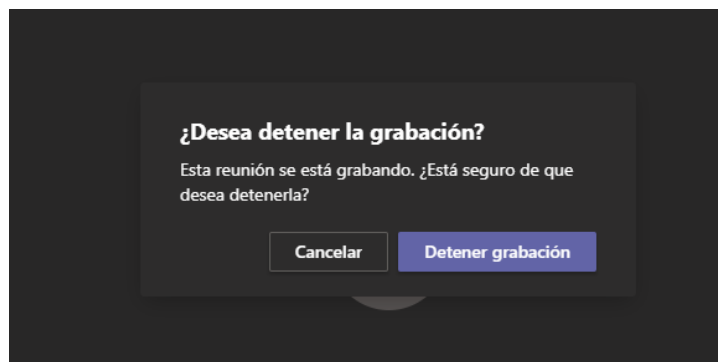 ¿Desea detener la grabación?
Esta reunión se está grabando. ¿Está seguro de que
desea detenerla?
Cancelar
Detener grabación